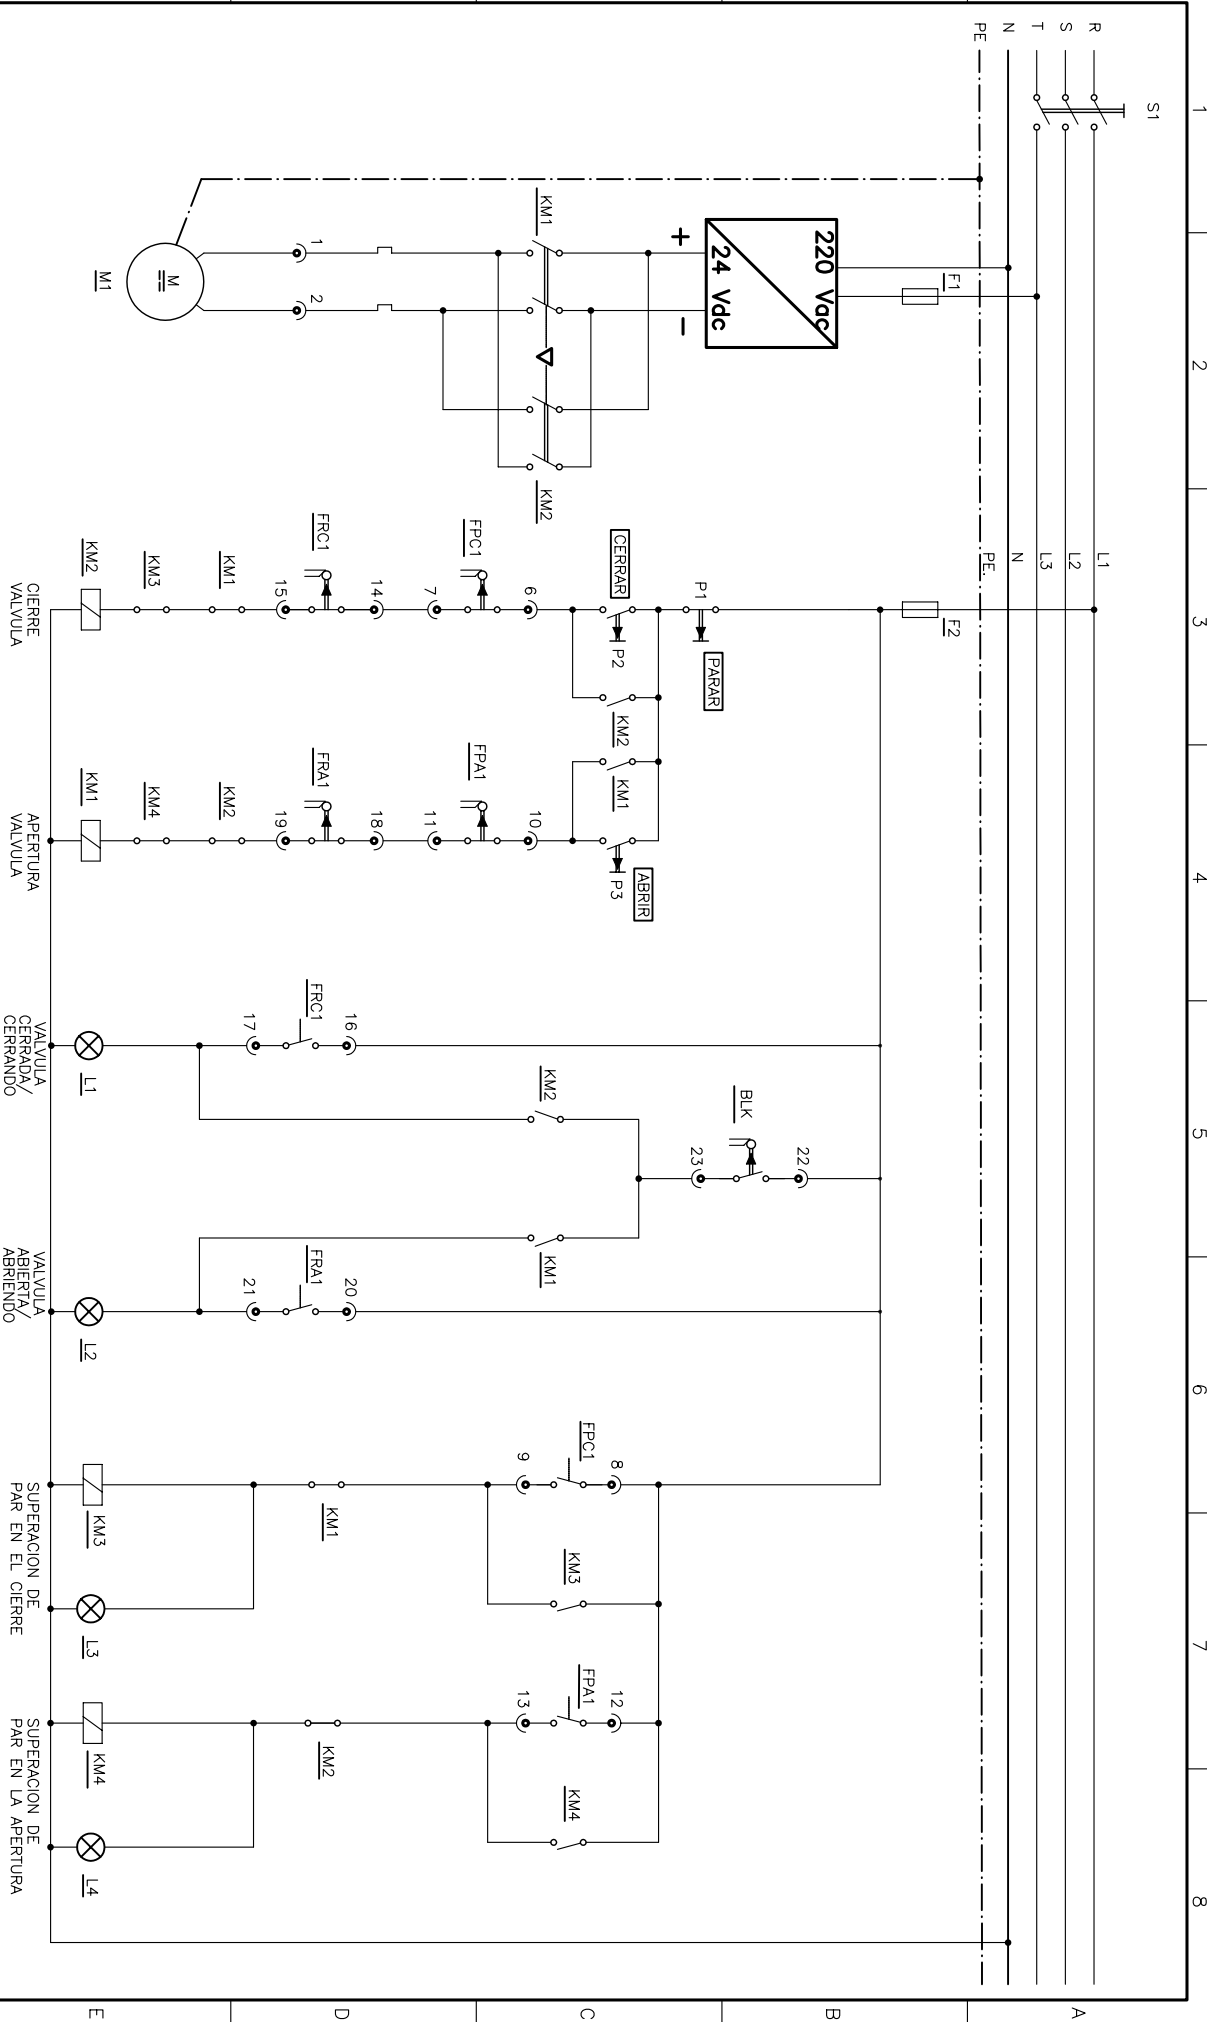 1
2
3
4
5
6
7
8
A
B
C
D
E
R
S
T
N
PE
S1
L1
L2
L3
N
PE.
F1
220 Vac
24 Vdc
+
-
KM1
KM2
1
2
M
M1
F2
P1
PARAR
CERRAR
P2
KM2
KM1
ABRIR
P3
6
FPC1
7
14
FRC1
15
KM1
KM3
KM2
CIERRE
VALVULA
10
FPA1
11
18
FRA1
19
KM2
KM4
KM1
APERTURA
VALVULA
16
FRC1
17
L1
VALVULA
CERRADA/
CERRANDO
22
BLK
23
KM2
KM1
20
FRA1
21
L2
VALVULA
ABIERTA/
ABRIENDO
8
FPC1
9
KM3
KM1
KM3
L3
SUPERACION DE
PAR EN EL CIERRE
12
FPA1
13
KM4
KM2
KM4
L4
SUPERACION DE
PAR EN LA APERTURA